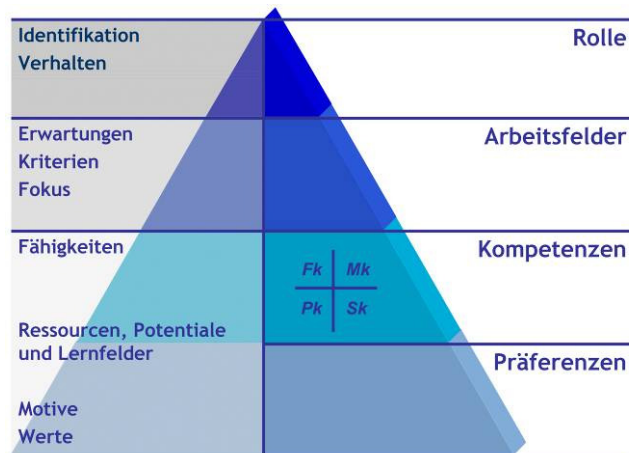 Identifikation
Verhalten
Rolle
Erwartungen
Kriterien
Fokus
Arbeitsfelder
Fähigkeiten
Kompetenzen
Fk Mk
Pk Sk
Ressourcen, Potentiale
und Lernfelder
Präferenzen
Motive
Werte